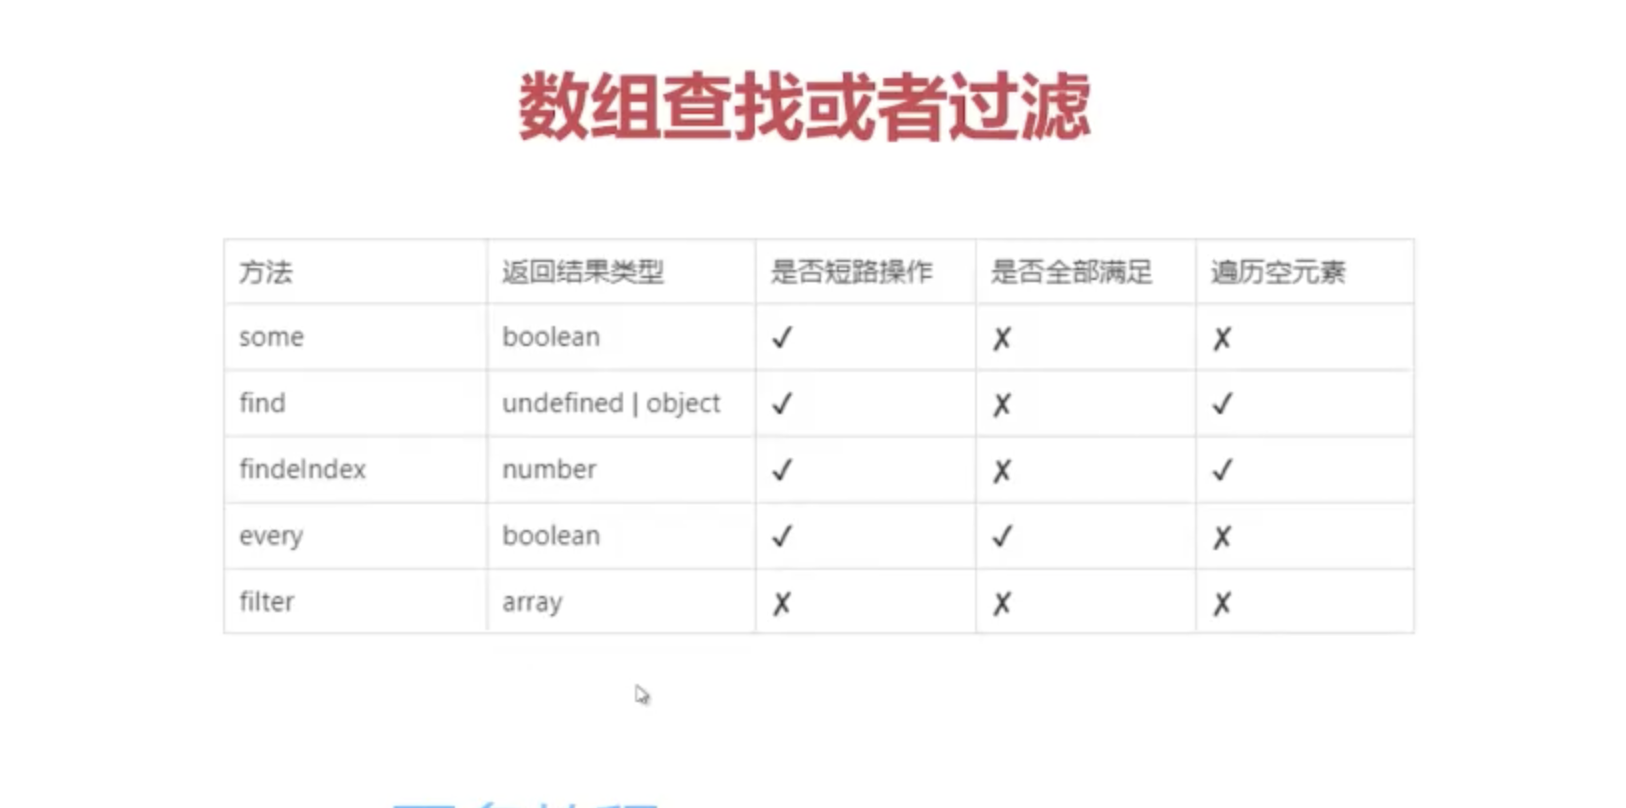 数组查找或者过滤
方法 返回结果类型 是否短路操作 是否全部满足 遍历空元素
some boolean ✓ ✗ ✗
find undefined | object ✓ ✗ ✓
findeIndex number ✓ ✗ ✓
every boolean ✓ ✓ ✗
filter array ✗ ✗ ✗